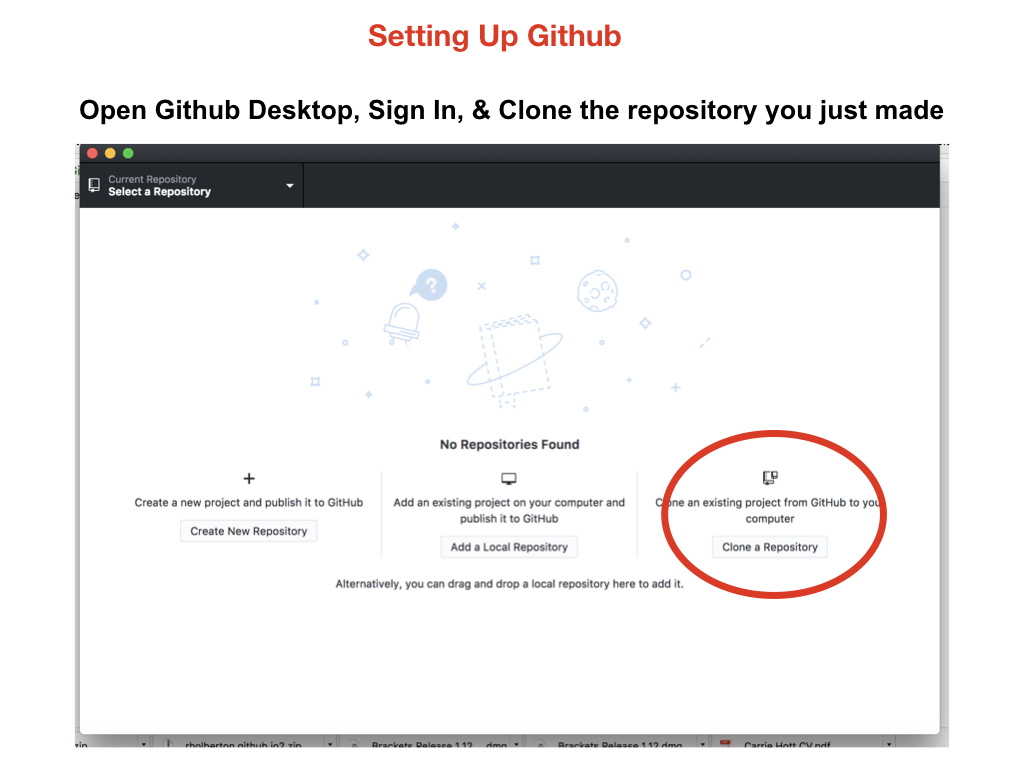 Setting Up Github
Open Github Desktop, Sign In, & Clone the repository you just made
Current Repository
Select a Repository
?
No Repositories Found
Create a new project and publish it to GitHub
Create New Repository
Add an existing project on your computer and
publish it to GitHub
Add a Local Repository
Clone an existing project from GitHub to your
computer
Clone a Repository
Alternatively, you can drag and drop a local repository here to add it.
zip
rholberton.github.io2.zip
Brackets Release 1.12....dmg
Brackets Release 1.12.dmg
Carrie Hott CV.pdf